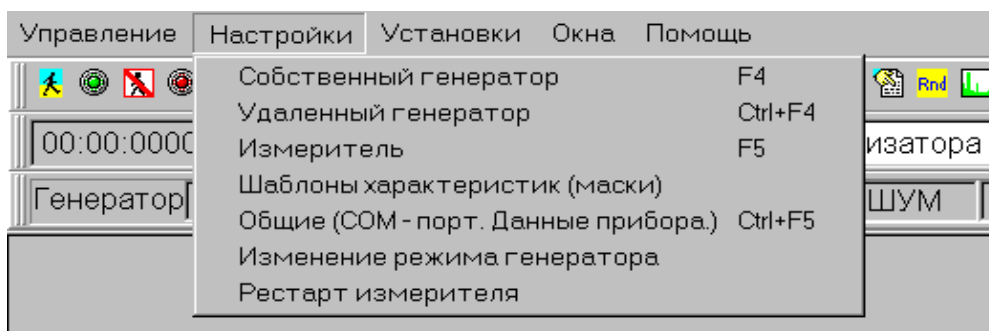 Управление Настройки Установки Окна Помощь
Собственный генератор F4
Rnd
Удаленный генератор Ctrl+F4
00:00:0000
Измеритель F5
изатора
Шаблоны характеристик (маски)
Генератор
ШУМ
Общие (COM - порт. Данные прибора.) Ctrl+F5
Изменение режима генератора
Рестарт измерителя